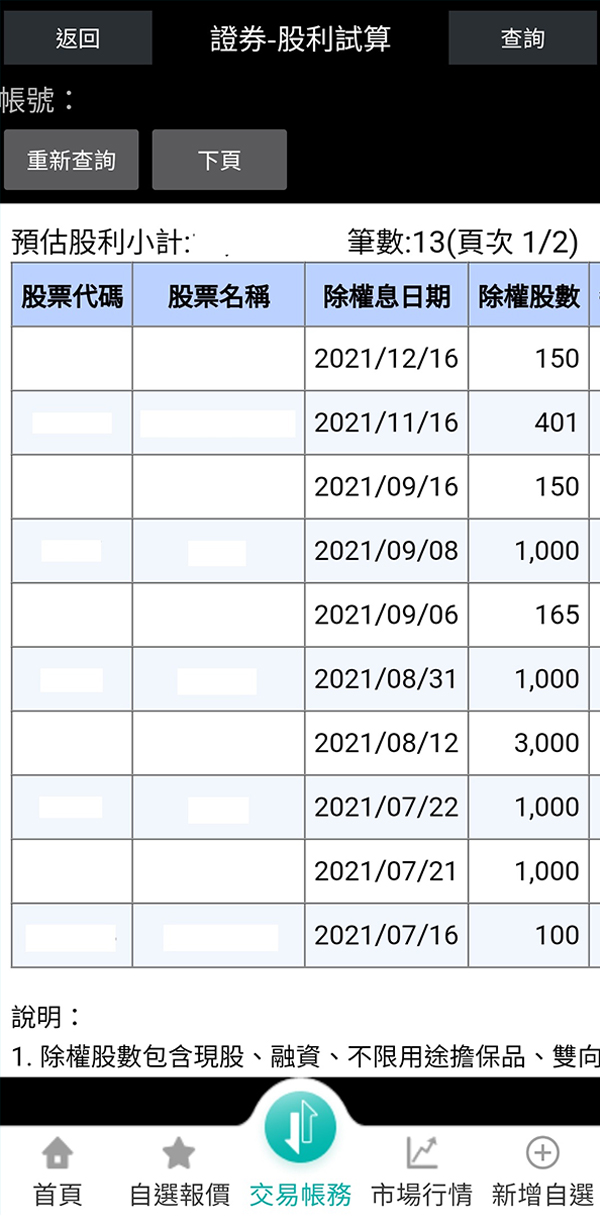 返回 證券-股利試算 查詢
帳號：
重新查詢 下頁
預估股利小計: 筆數:13(頁次 1/2)
股票代碼 股票名稱 除權息日期 除權股數
2021/12/16 150
2021/11/16 401
2021/09/16 150
2021/09/08 1,000
2021/09/06 165
2021/08/31 1,000
2021/08/12 3,000
2021/07/22 1,000
2021/07/21 1,000
2021/07/16 100
說明：
1. 除權股數包含現股、融資、不限用途擔保品、雙向
首頁 自選報價 交易帳務 市場行情 新增自選